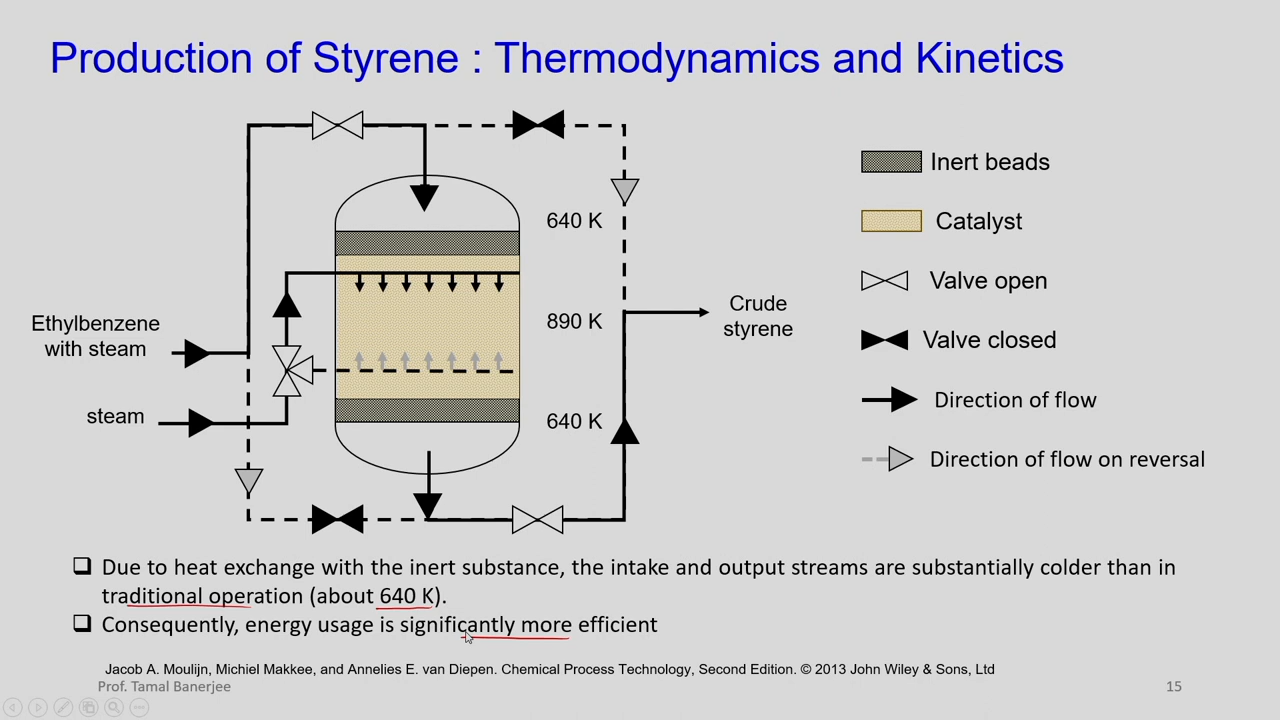 Production of Styrene : Thermodynamics and Kinetics
640 K
890 K
640 K
Ethylbenzene
with steam
steam
Crude
styrene
Inert beads
Catalyst
Valve open
Valve closed
Direction of flow
Direction of flow on reversal
Due to heat exchange with the inert substance, the intake and output streams are substantially colder than in
traditional operation (about 640 K).
Consequently, energy usage is significantly more efficient
Jacob A. Moulijn, Michiel Makkee, and Annelies E. van Diepen. Chemical Process Technology, Second Edition. © 2013 John Wiley & Sons, Ltd
Prof. Tamal Banerjee
15